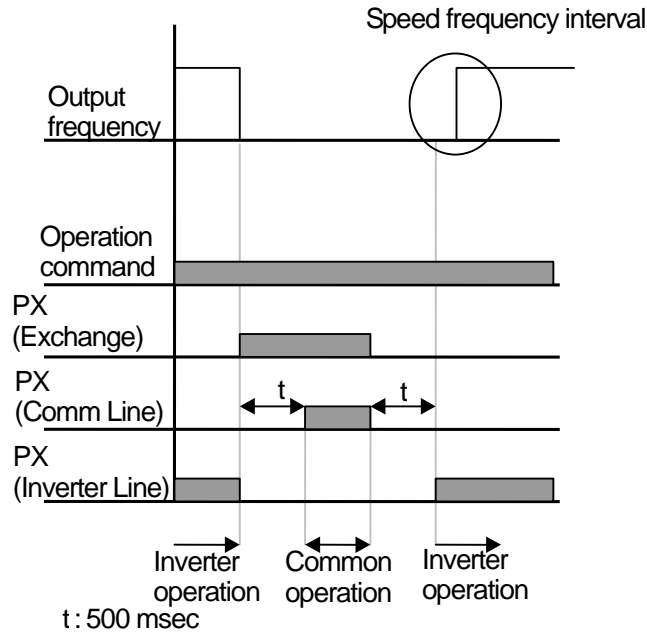 Speed frequency interval
Output
frequency
Operation
command
PX
(Exchange)
PX
(Comm Line)
t
t
PX
(Inverter Line)
Inverter
operation
Common
operation
Inverter
operation
t : 500 msec